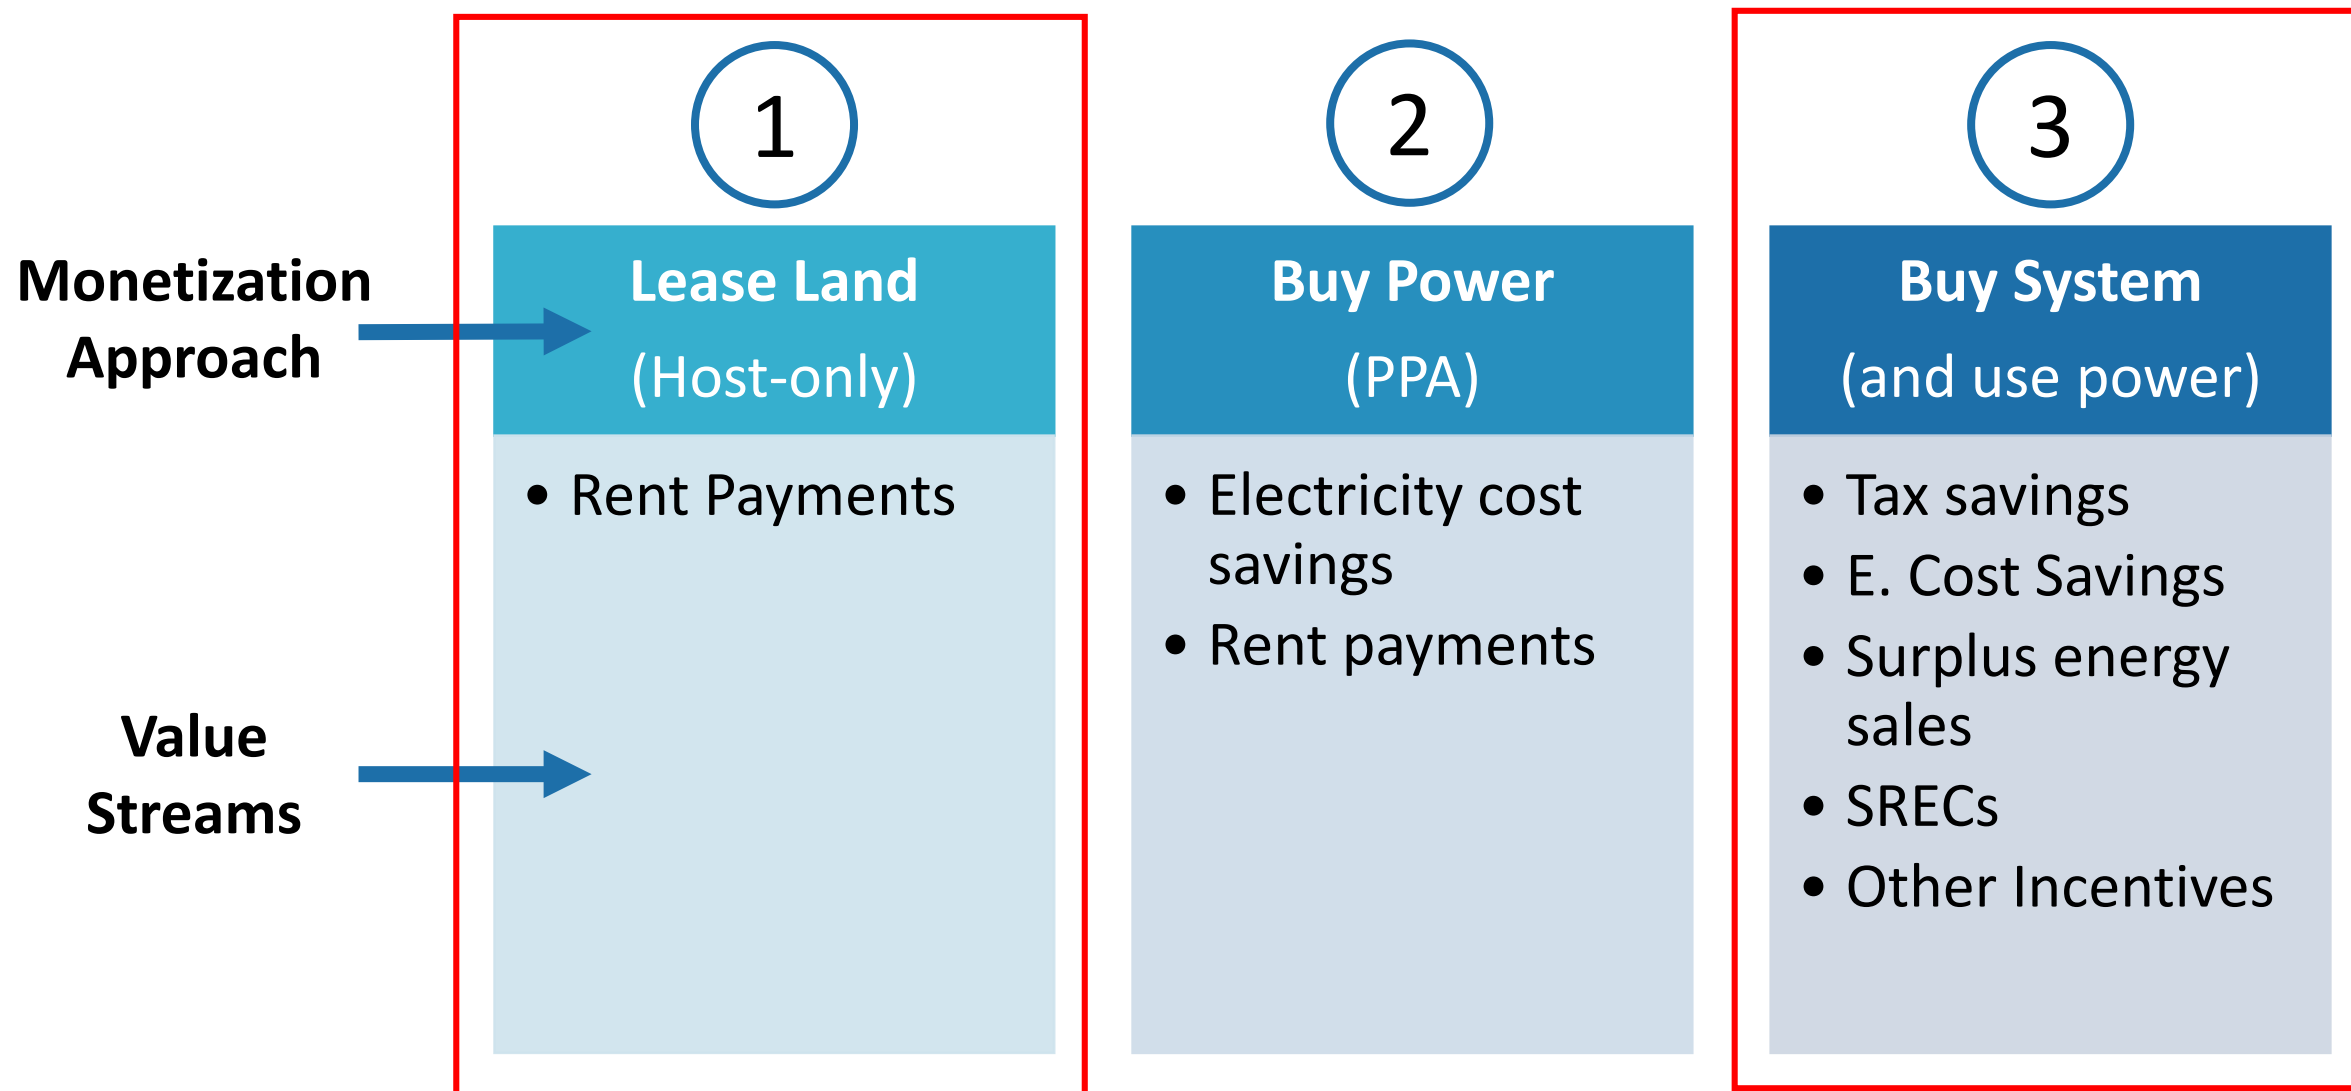 1
2
3
Monetization
Approach
Lease Land
(Host-only)
Buy Power
(PPA)
Buy System
(and use power)
Value
Streams
• Rent Payments
• Electricity cost
savings
• Rent payments
• Tax savings
• E. Cost Savings
• Surplus energy
sales
• SRECs
• Other Incentives